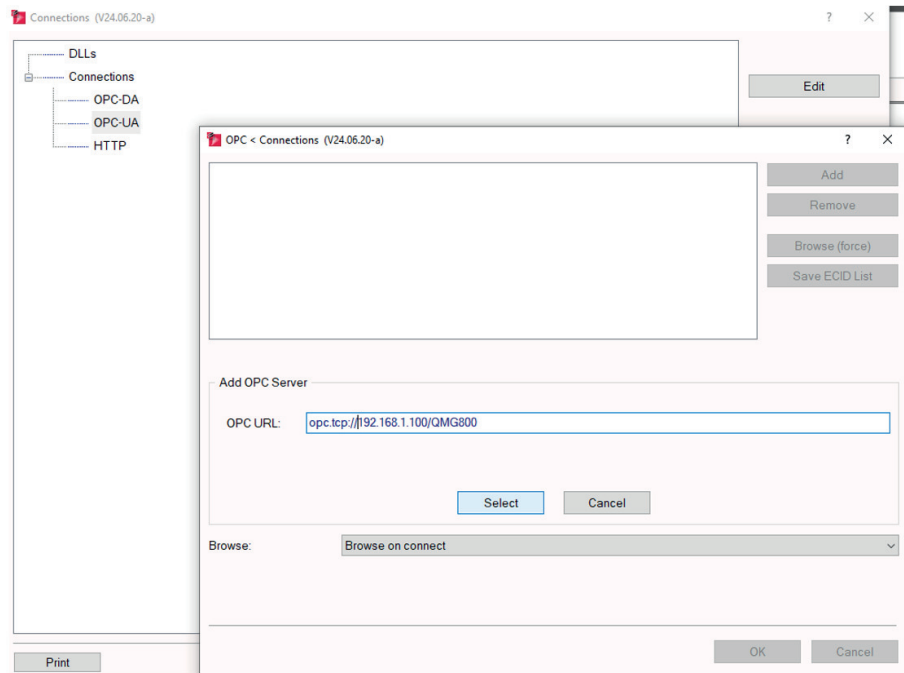 Connections (V24.06.20-a)
DLLs
Connections
OPC-DA
OPC-UA
HTTP
Edit
OPC < Connections (V24.06.20-a)
Add
Remove
Browse (force)
Save ECID List
Add OPC Server
OPC URL:
opc.tcp://192.168.1.100/QMG800
Select
Cancel
Browse:
Browse on connect
OK
Cancel
Print